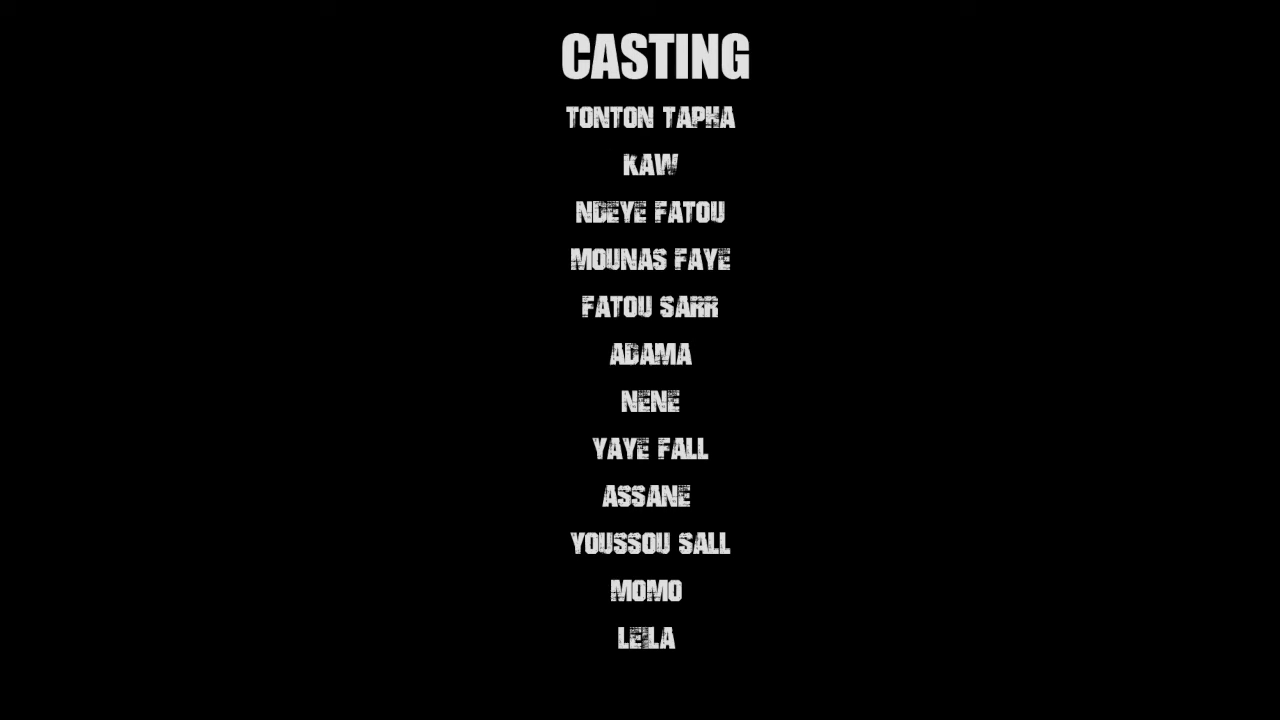 CASTING
TONTON TAPHA
KAW
NDEYE FATOU
MOUNAS FAYE
FATOU SARR
ADAMA
NENE
YAYE FALL
ASSANE
YOUSSOU SALL
MOMO
LEILA